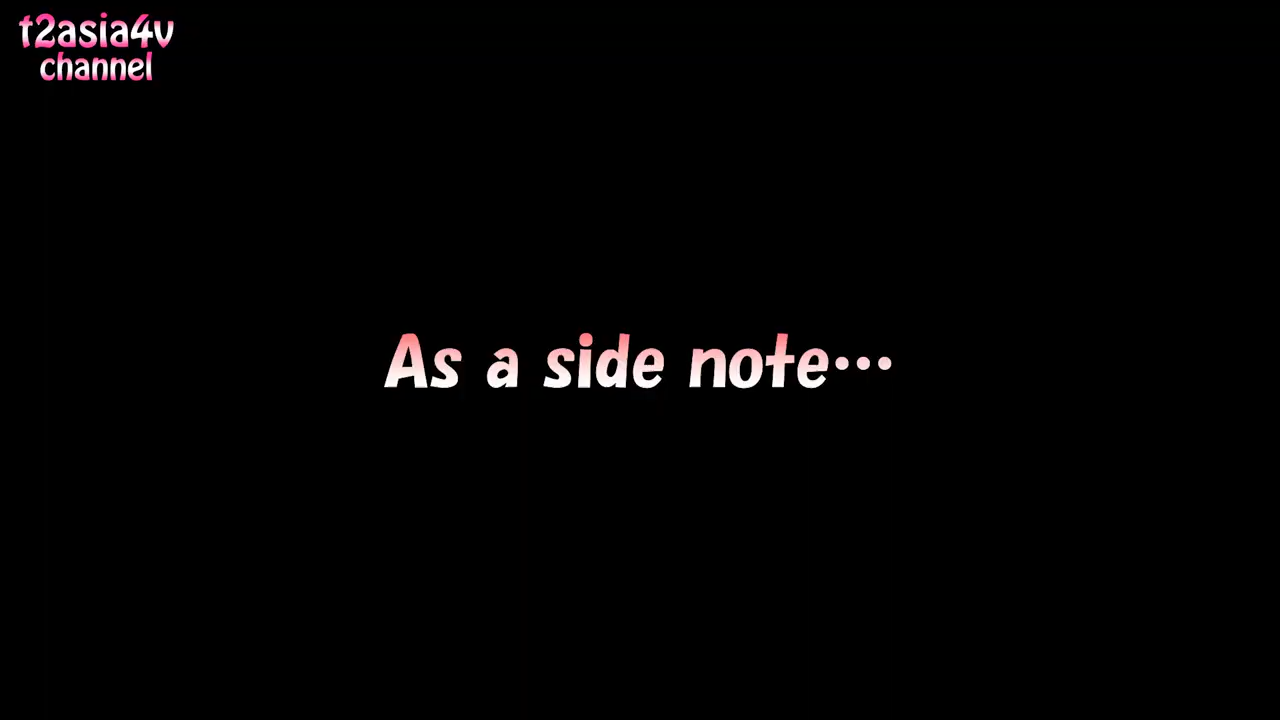 t2asia4v
channel
As a side note…